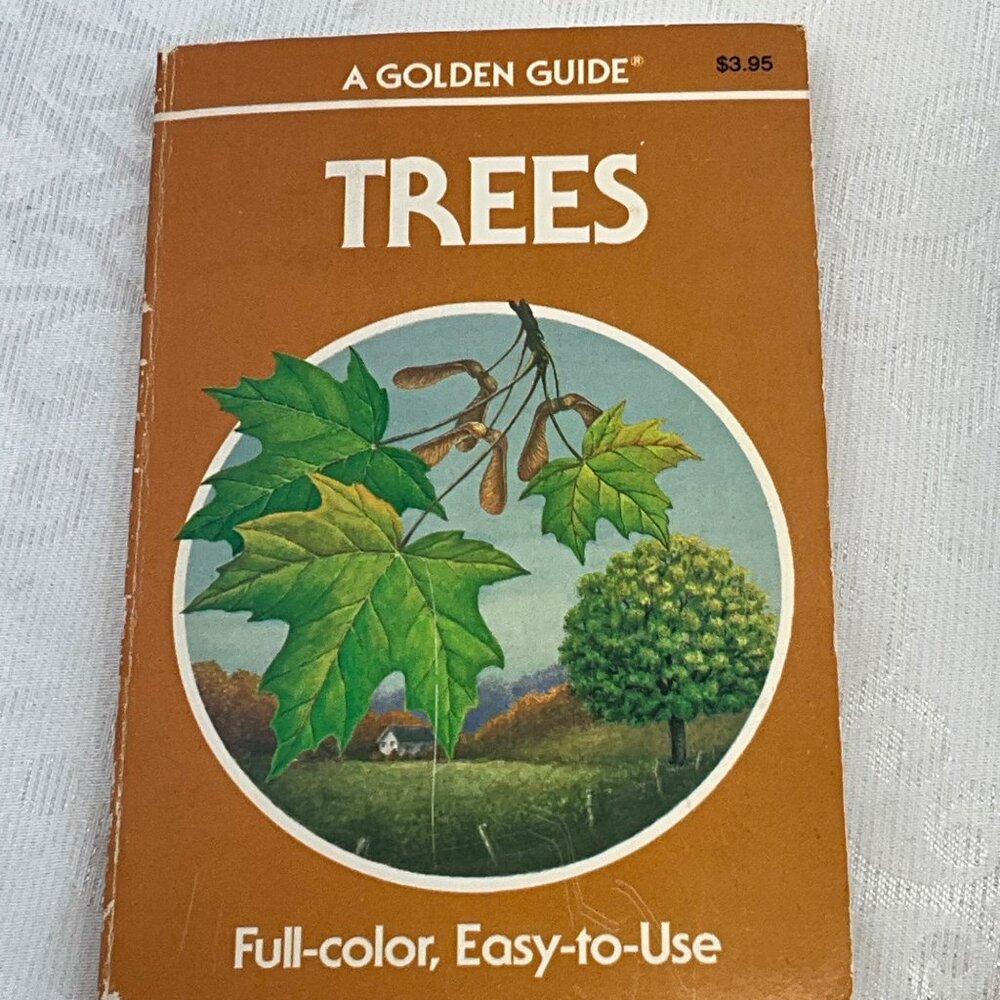 A GOLDEN GUIDE®
$3.95
TREES
Full-color, Easy-to-Use